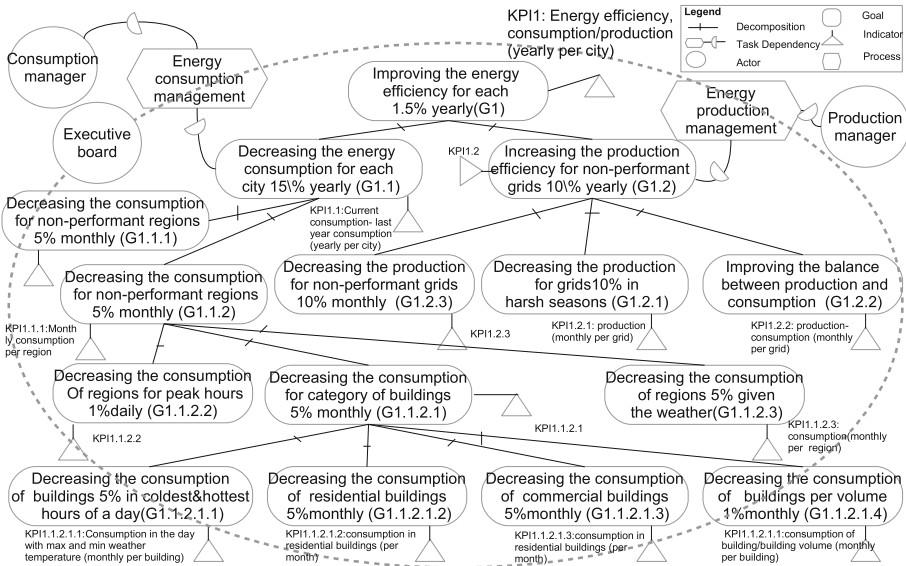 KPI1: Energy efficiency,
consumption/production
(yearly per city)
Legend
Decomposition
Task Dependency
Actor
Goal
Indicator
Process
Consumption
manager
Energy
consumption
management
Improving the energy
efficiency for each
1.5% yearly(G1)
Energy
production
management
Production
manager
Executive
board
Decreasing the energy
consumption for each
city 15\% yearly (G1.1)
KPI1.2
Increasing the production
efficiency for non-performant
grids 10\% yearly (G1.2)
Decreasing the consumption
for non-performant regions
5% monthly (G1.1.1)
KPI1.1:Current
consumption- last
year consumption
(yearly per city)
Decreasing the consumption
for non-performant regions
5% monthly (G1.1.2)
Decreasing the production
for non-performant grids
10% monthly (G1.2.3)
Decreasing the production
for grids10% in
harsh seasons (G1.2.1)
Improving the balance
between production and
consumption (G1.2.2)
KPI1.1.1:Month
ly consumption
per region
KPI1.2.3
KPI1.2.1: production
(monthly per grid)
KPI1.2.2: production-
consumption (monthly
per grid)
Decreasing the consumption
Of regions for peak hours
1%daily (G1.1.2.2)
Decreasing the consumption
for category of buildings
5% monthly (G1.1.2.1)
Decreasing the consumption
of regions 5% given
the weather(G1.1.2.3)
KPI1.1.2.2
KPI1.1.2.1
KPI1.1.2.3:
consumption(monthly
per region)
Decreasing the consumption
of buildings 5% in coldest&hottest
hours of a day(G1.1.2.1.1)
Decreasing the consumption
of residential buildings
5%monthly (G1.1.2.1.2)
Decreasing the consumption
of commercial buildings
5%monthly (G1.1.2.1.3)
Decreasing the consumption
of buildings per volume
1%monthly (G1.1.2.1.4)
KPI1.1.2.1.1:Consumption in the day
with max and min weather
temperature (monthly per building)
KPI1.1.2.1.2:consumption in
residential buildings (per
month)
KPI1.1.2.1.3:consumption in
residential buildings (per
month)
KPI1.1.2.1.1:consumption of
building/building volume (monthly
per building)